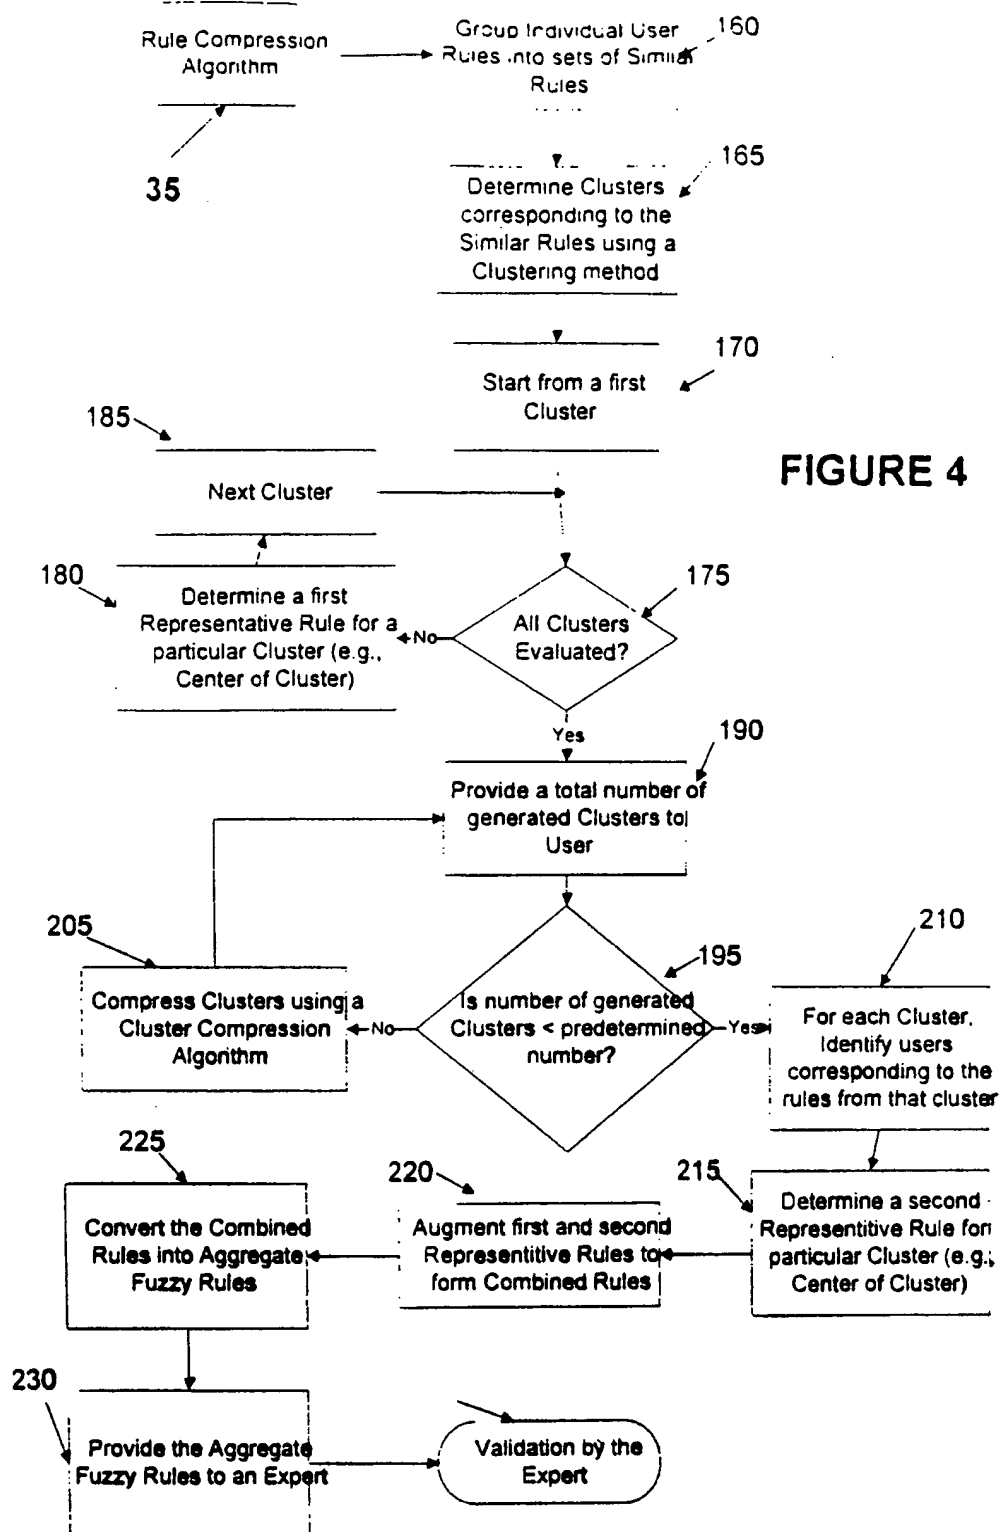 Rule Compression
Algorithm
35
Group Individual User
Rules into sets of Similar
Rules
160
165
Determine Clusters
corresponding to the
Similar Rules using a
Clustering method
170
Start from a first
Cluster
185
Next Cluster
FIGURE 4
180
Determine a first
Representative Rule for a
particular Cluster (e.g.,
Center of Cluster)
No
175
All Clusters
Evaluated?
Yes
190
Provide a total number of
generated Clusters to
User
205
Compress Clusters using a
Cluster Compression
Algorithm
No
195
Is number of generated
Clusters < predetermined
number?
Yes
210
For each Cluster,
Identify users
corresponding to the
rules from that cluster
225
Convert the Combined
Rules into Aggregate
Fuzzy Rules
220
Augment first and second
Representitive Rules to
form Combined Rules
215
Determine a second
Representitive Rule for
particular Cluster (e.g.,
Center of Cluster)
230
Provide the Aggregate
Fuzzy Rules to an Expert
Validation by the
Expert